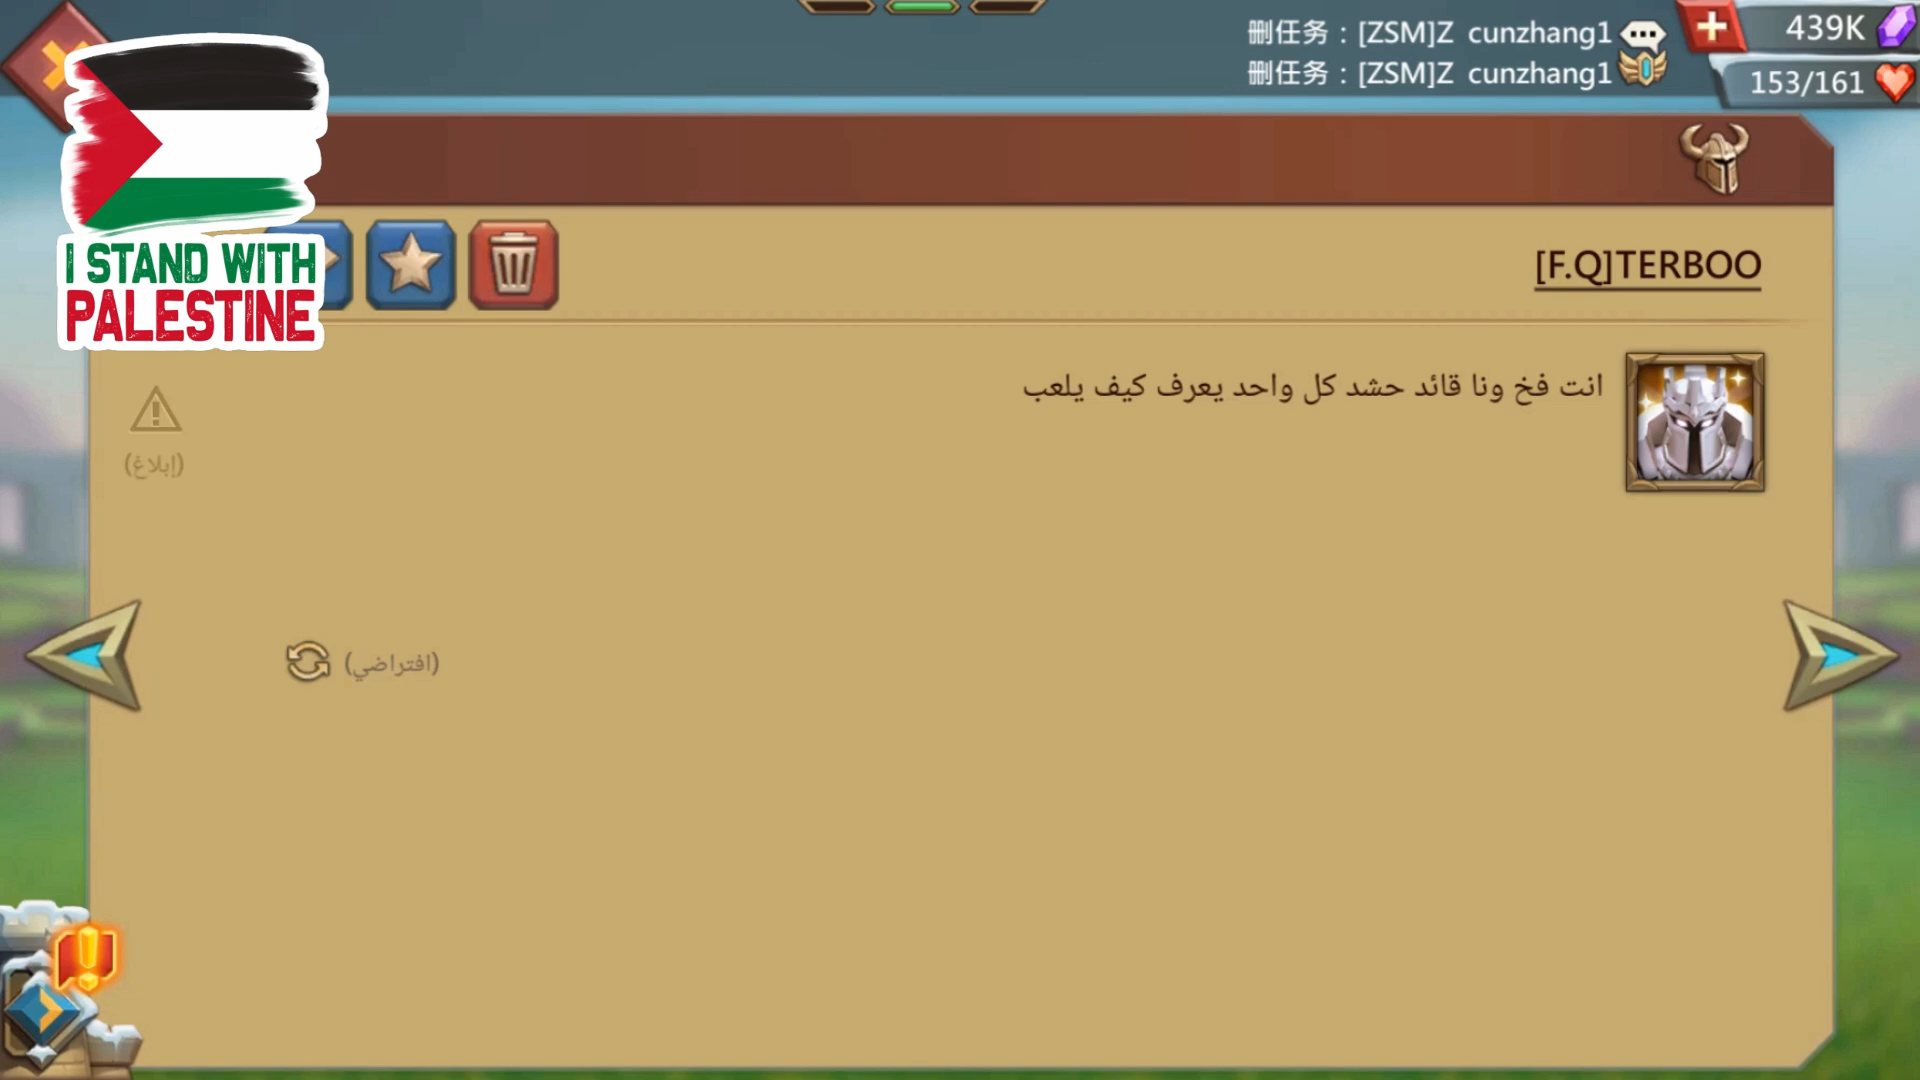 删任务：[ZSM]Z cunzhang1
删任务：[ZSM]Z cunzhang1
439K
153/161
I STAND WITH
PALESTINE
[F.Q]TERBOO
انت فخ ونا قائد حشد كل واحد يعرف كيف يلعب
(إبلاغ)
(افتراضي)